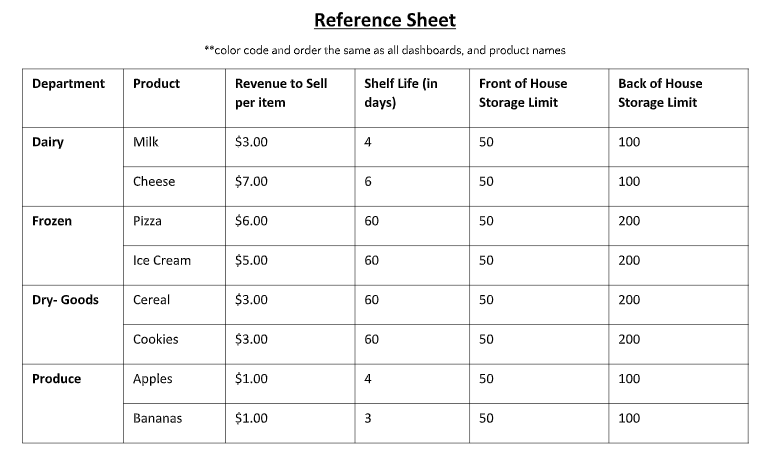 Reference Sheet
**color code and order the same as all dashboards, and product names
Department Product Revenue to Sell per item Shelf Life (in days) Front of House Storage Limit Back of House Storage Limit
Dairy Milk $3.00 4 50 100
Cheese $7.00 6 50 100
Frozen Pizza $6.00 60 50 200
Ice Cream $5.00 60 50 200
Dry- Goods Cereal $3.00 60 50 200
Cookies $3.00 60 50 200
Produce Apples $1.00 4 50 100
Bananas $1.00 3 50 100